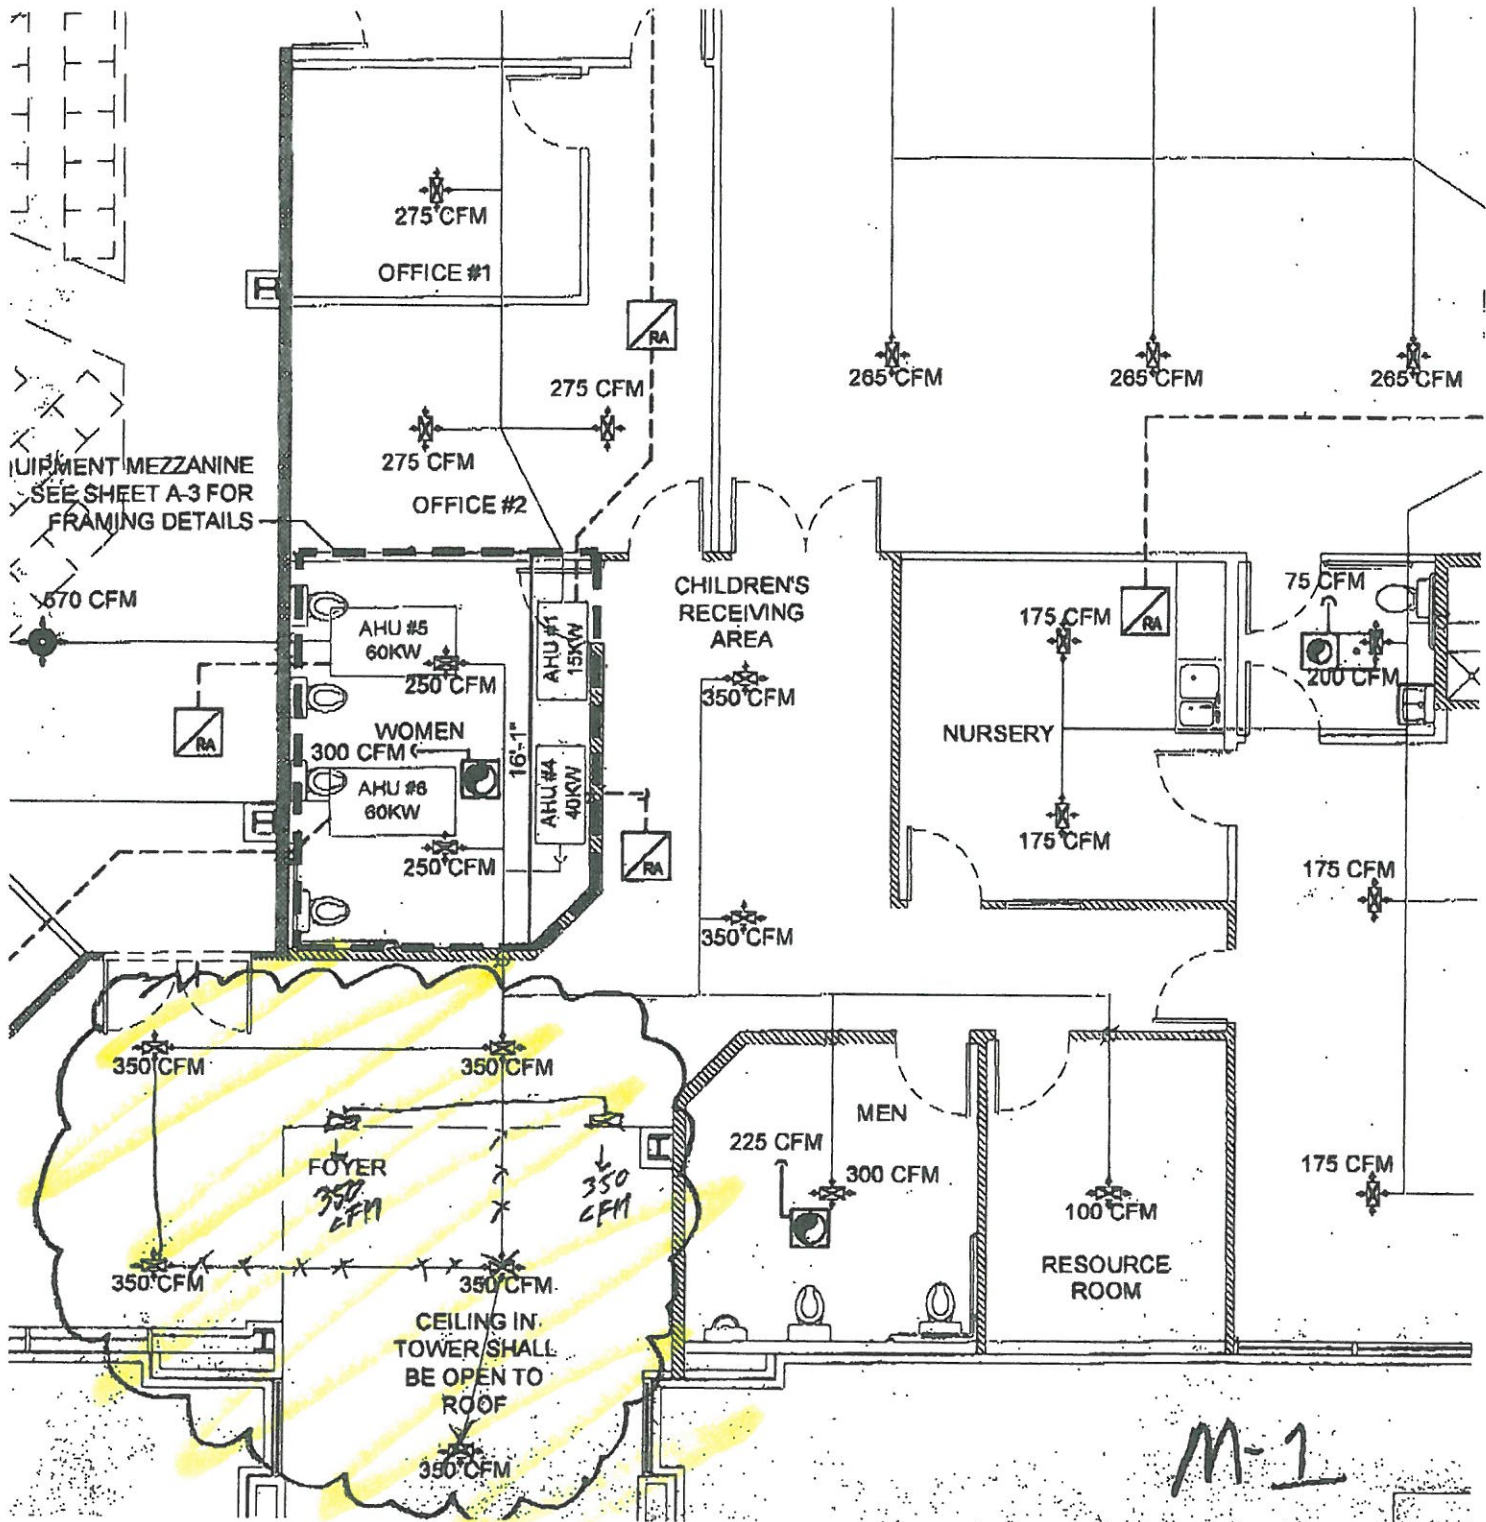 275 CFM
OFFICE #1
RA
275 CFM
275 CFM
OFFICE #2
265 CFM
265 CFM
265 CFM
UIPMENT MEZZANINE
SEE SHEET A-3 FOR
FRAMING DETAILS
570 CFM
RA
AHU #5
60KW
250 CFM
WOMEN
300 CFM
AHU #6
60KW
250 CFM
16'-1"
AHU #1
15KW
AHU #4
40KW
RA
CHILDREN'S
RECEIVING
AREA
350 CFM
350 CFM
175 CFM
RA
NURSERY
175 CFM
75 CFM
200 CFM
175 CFM
175 CFM
350 CFM
350 CFM
FOYER
350
CFM
350
CFM
350 CFM
350 CFM
CEILING IN
TOWER SHALL
BE OPEN TO
ROOF
350 CFM
MEN
225 CFM
300 CFM
100 CFM
RESOURCE
ROOM
M-1